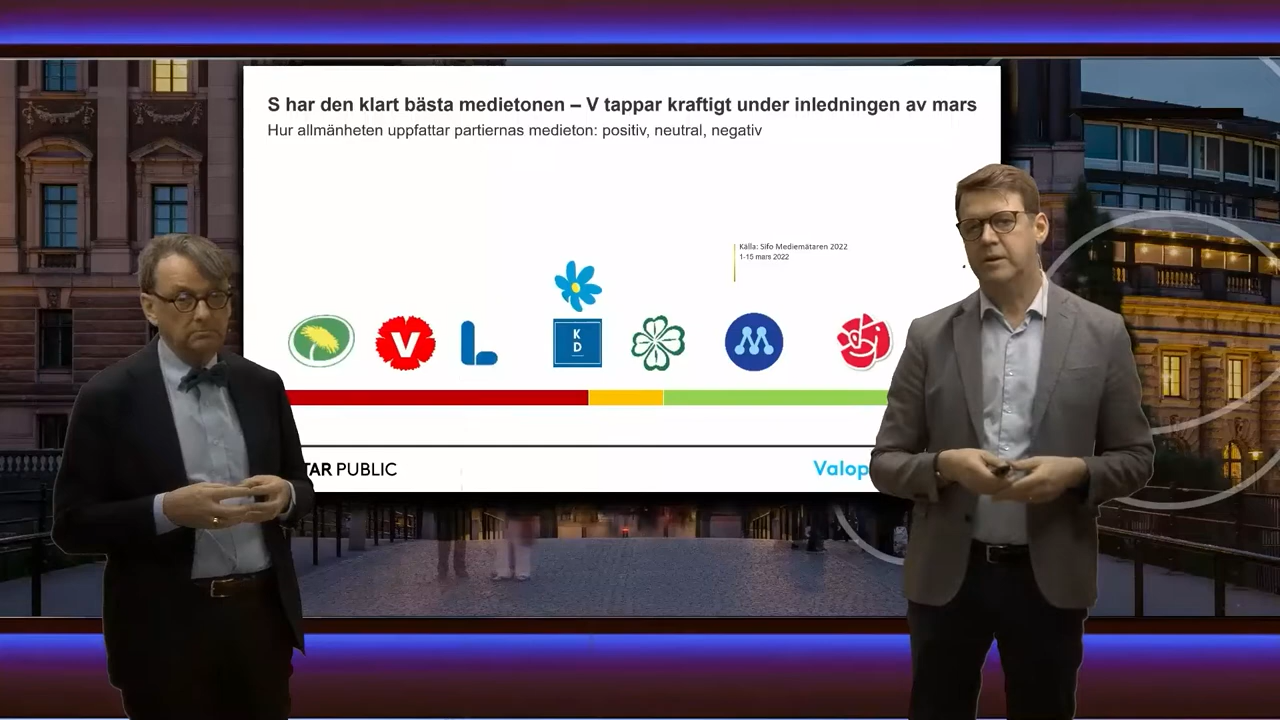 S har den klart bästa medietonen – V tappar kraftigt under inledningen av mars
Hur allmänheten uppfattar partiernas medieton: positiv, neutral, negativ
Källa: Sifo Mediemätaren 2022
1-15 mars 2022
V
K
D
M
TAR PUBLIC
Valop